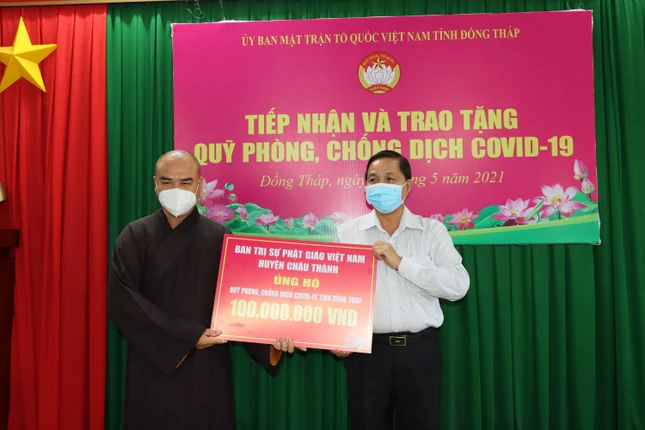 ỦY BAN MẶT TRẬN TỔ QUỐC VIỆT NAM TỈNH ĐỒNG THÁP
TIẾP NHẬN VÀ TRAO TẶNG
QUỸ PHÒNG, CHỐNG DỊCH COVID-19
Đồng Tháp, ngày 5 năm 2021
BAN TRỊ SỰ PHẬT GIÁO VIỆT NAM
HUYỆN CHÂU THÀNH
ỦNG HỘ
QUỸ PHÒNG, CHỐNG DỊCH COVID-19 TỈNH ĐỒNG THÁP
100.000.000 VNĐ